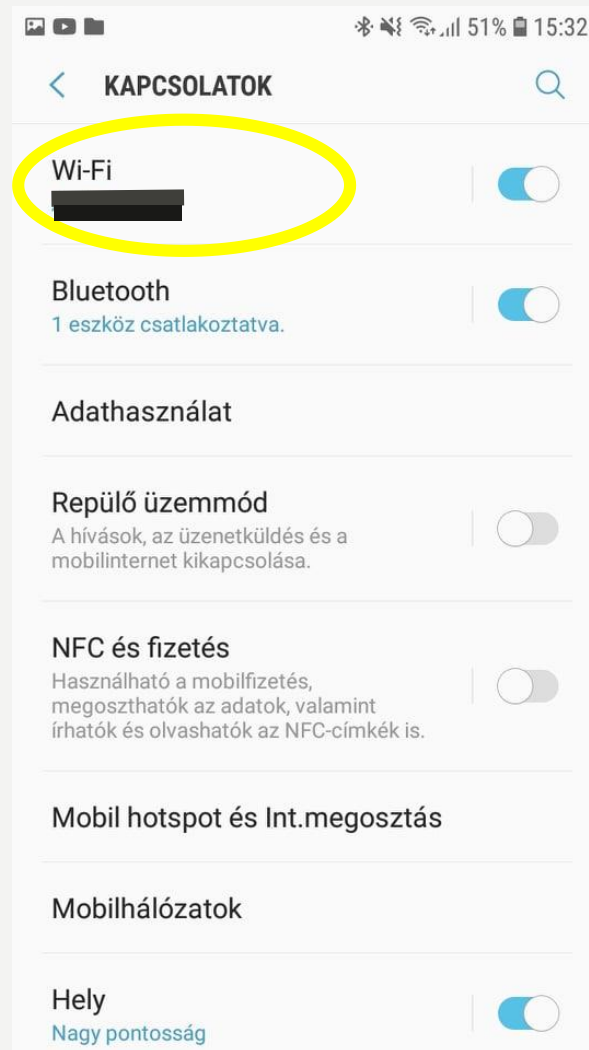 51% 15:32
KAPCSOLATOK
Wi-Fi
Bluetooth
1 eszköz csatlakoztatva.
Adathasználat
Repülő üzemmód
A hívások, az üzenetküldés és a
mobilinternet kikapcsolása.
NFC és fizetés
Használható a mobilfizetés,
megoszthatók az adatok, valamint
írhatók és olvashatók az NFC-címkék is.
Mobil hotspot és Int.megosztás
Mobilhálózatok
Hely
Nagy pontosság